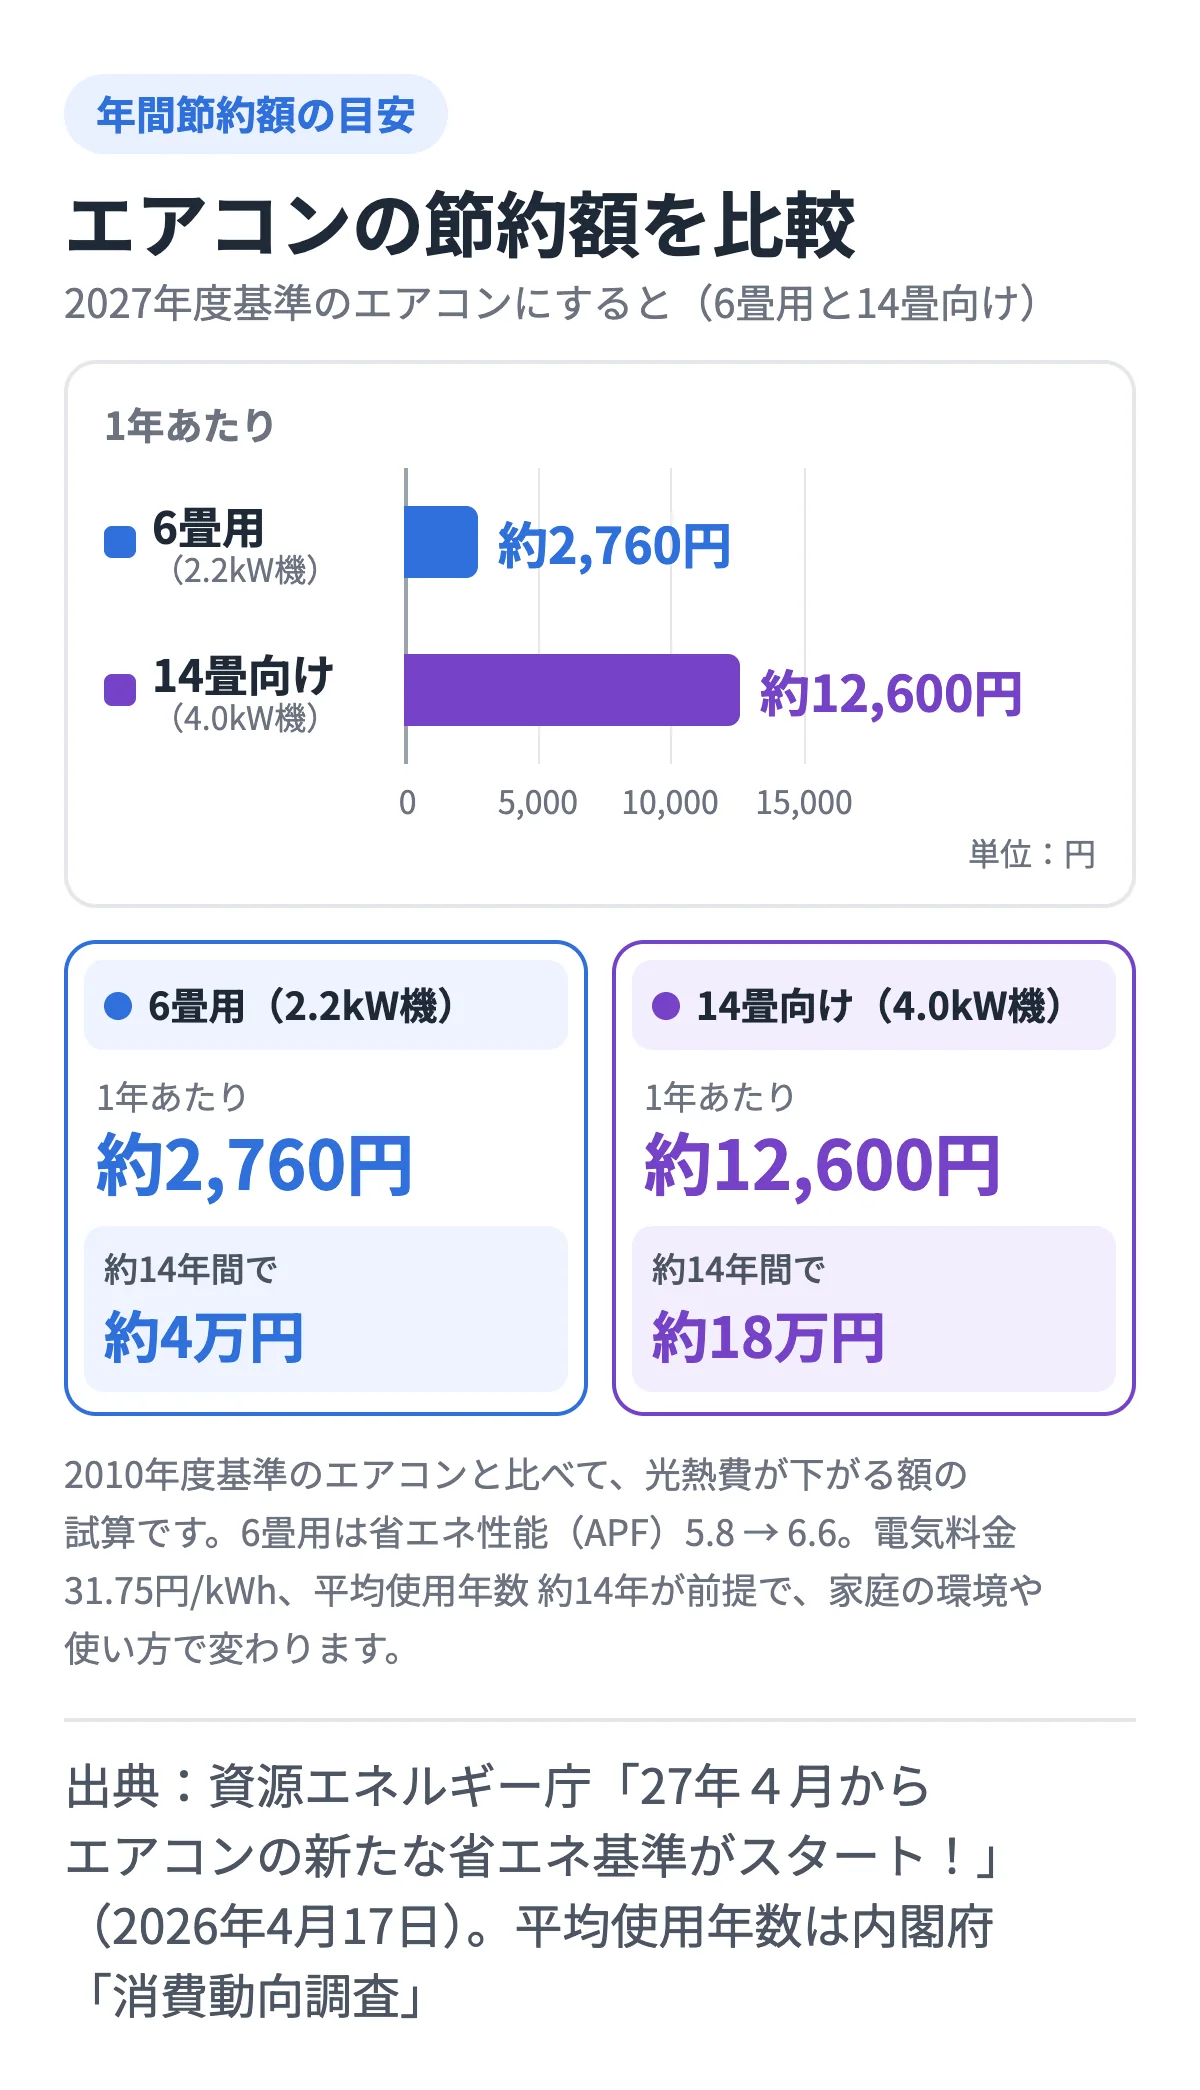 年間節約額の目安
エアコンの節約額を比較
2027年度基準のエアコンにすると（6畳用と14畳向け）
1年あたり
6畳用
（2.2kW機）
約2,760円
14畳向け
（4.0kW機）
約12,600円
0 5,000 10,000 15,000
単位：円
6畳用（2.2kW機）
1年あたり
約2,760円
約14年間で
約4万円
14畳向け（4.0kW機）
1年あたり
約12,600円
約14年間で
約18万円
2010年度基準のエアコンと比べて、光熱費が下がる額の
試算です。6畳用は省エネ性能（APF）5.8 → 6.6。電気料金
31.75円/kWh、平均使用年数 約14年が前提で、家庭の環境や
使い方で変わります。
出典：資源エネルギー庁「27年４月から
エアコンの新たな省エネ基準がスタート！」
（2026年4月17日）。平均使用年数は内閣府
「消費動向調査」